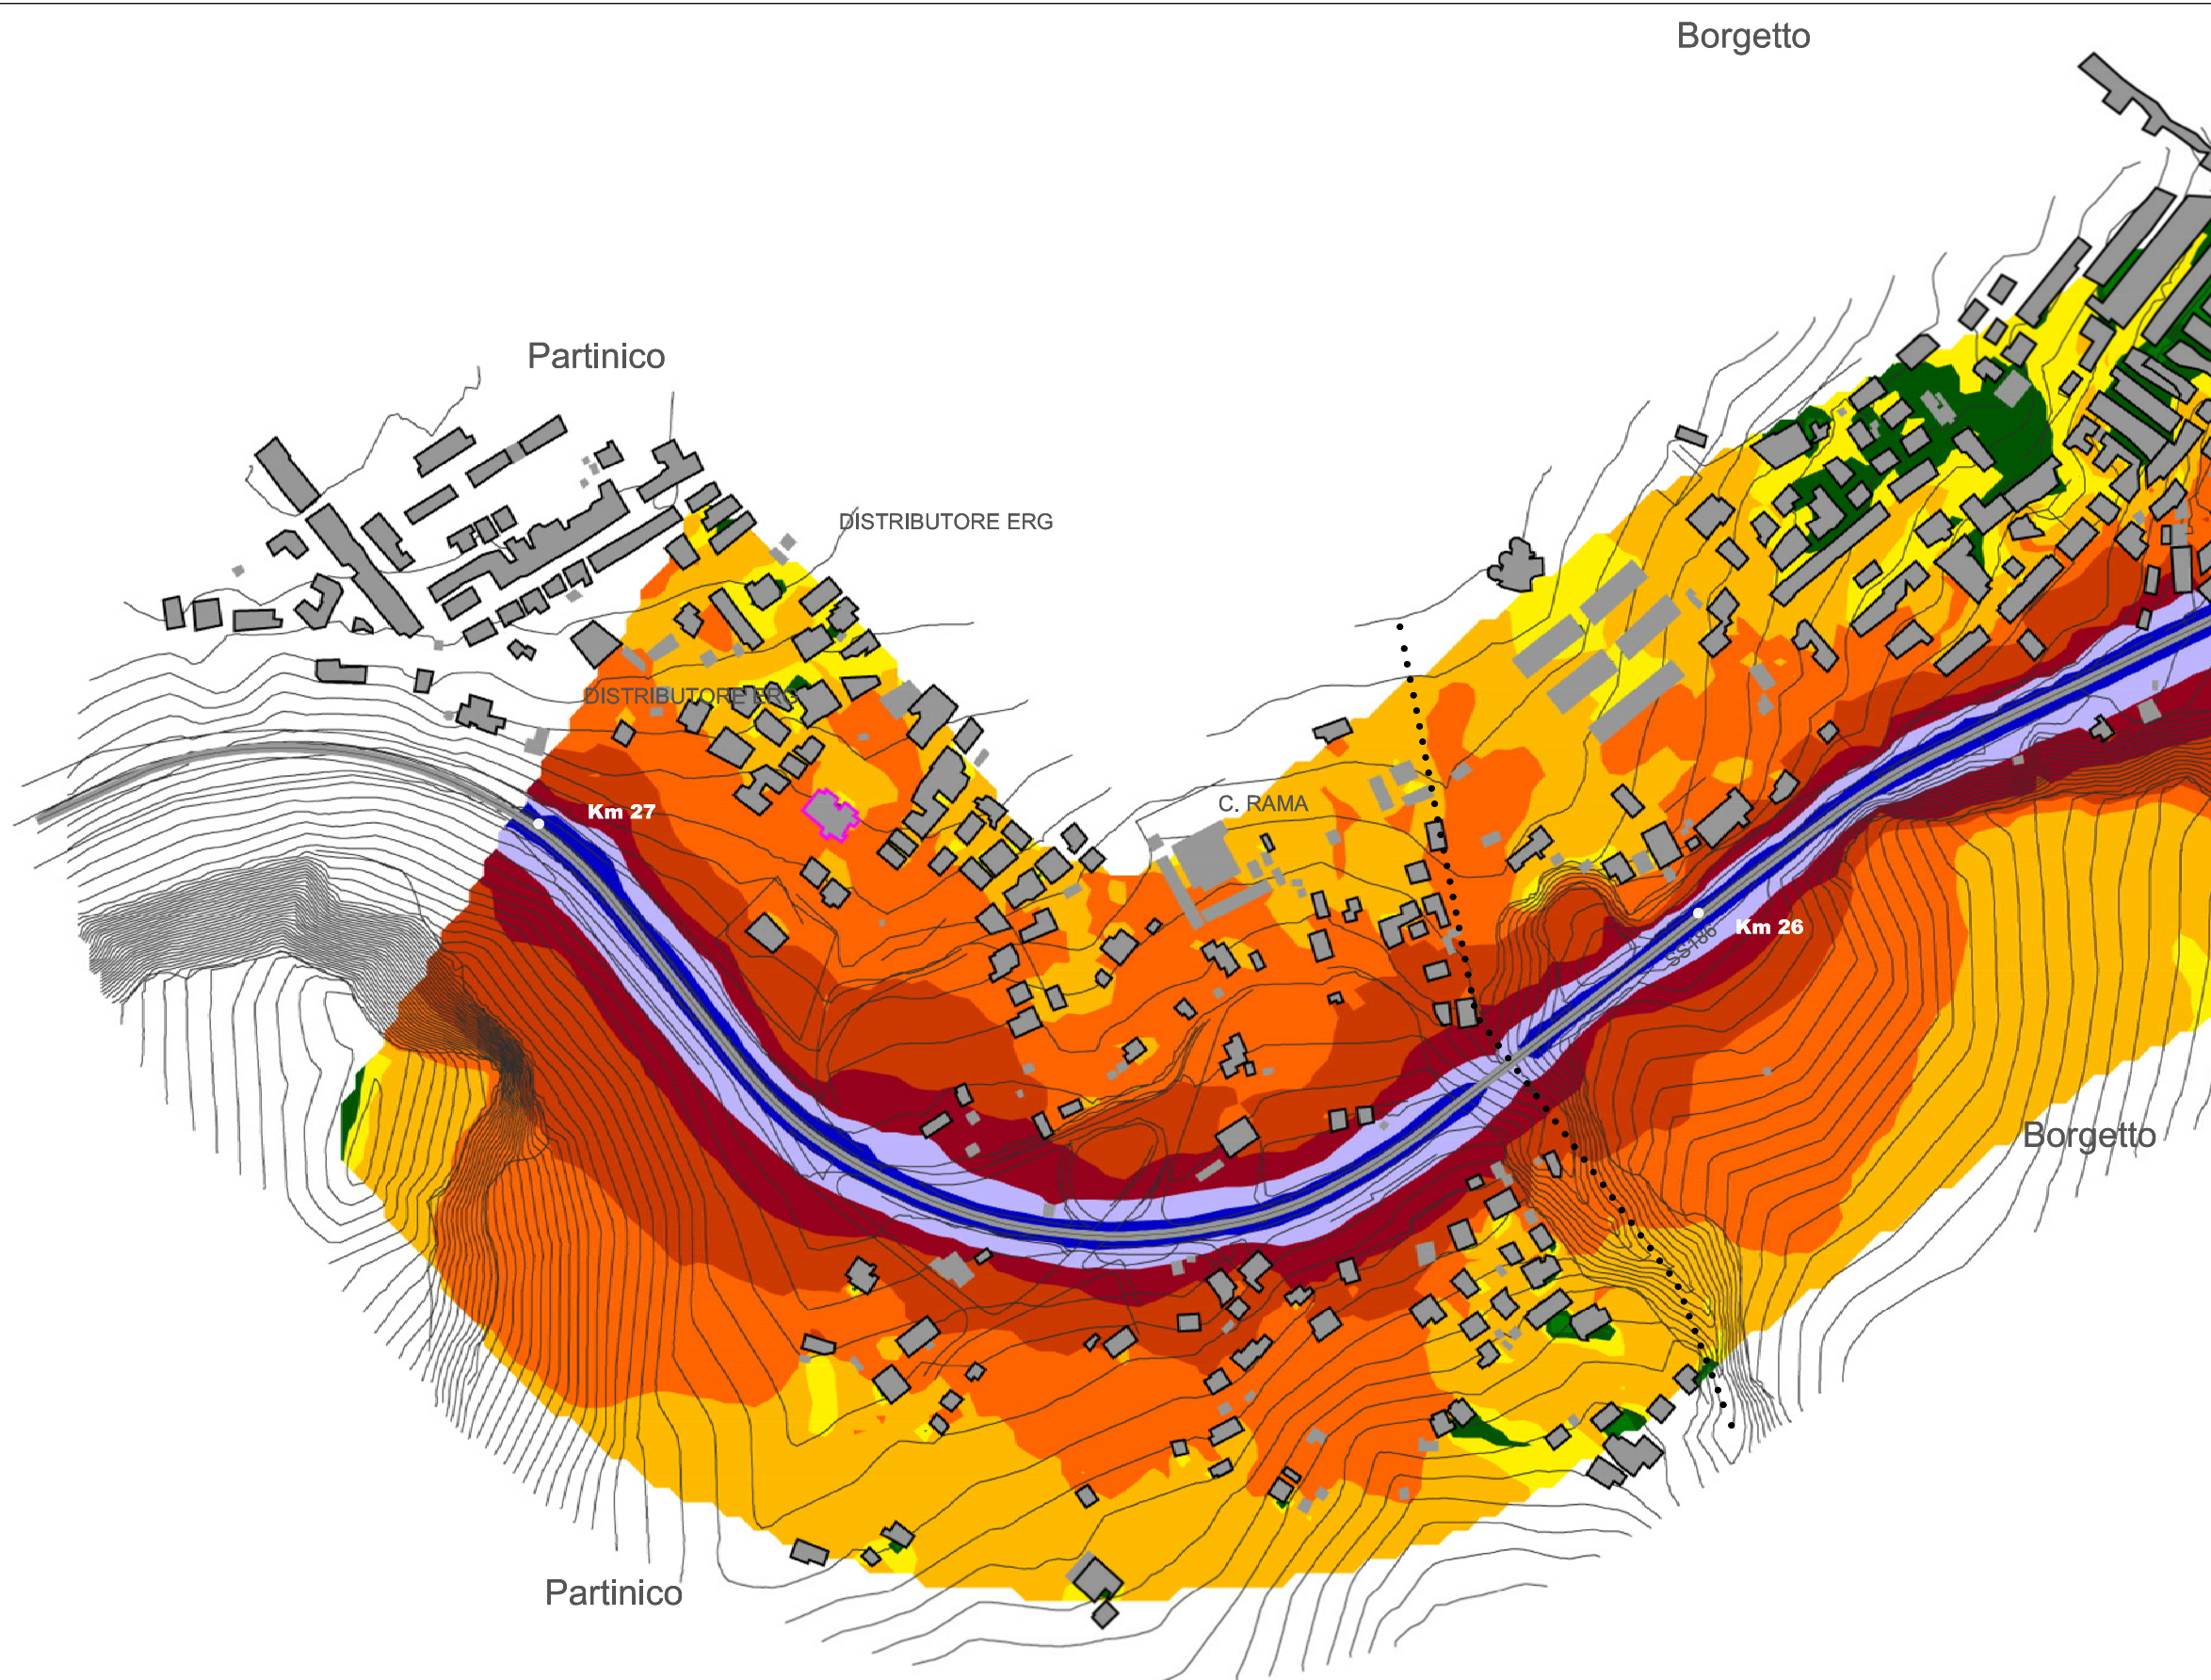 Borgetto
Partinico
DISTRIBUTORE ERG
DISTRIBUTORE ERG
C. RAMA
Km 27
Km 26
SS186
Borgetto
Partinico